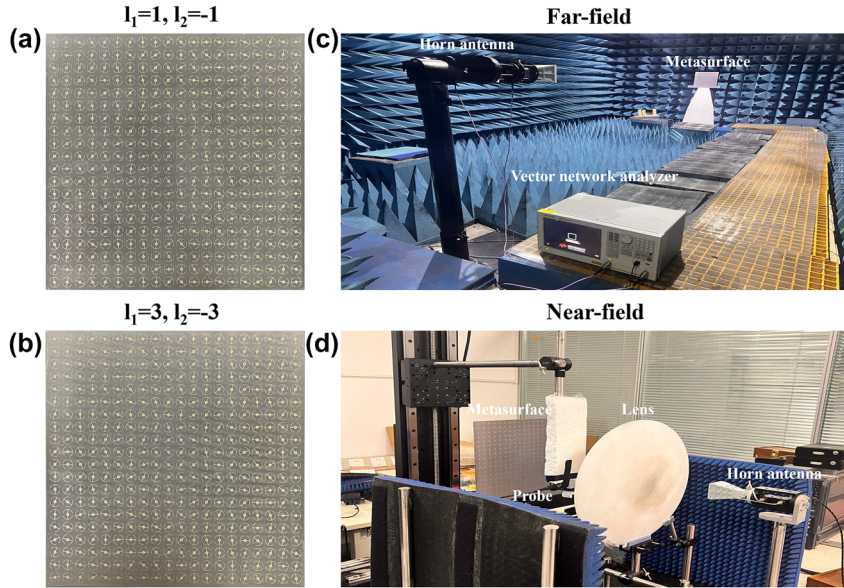 l₁=1, l₂=-1
Far-field
(a)
(c)
Horn antenna
Metasurface
Vector network analyzer
l₁=3, l₂=-3
Near-field
(b)
(d)
Metasurface
Lens
Horn antenna
Probe